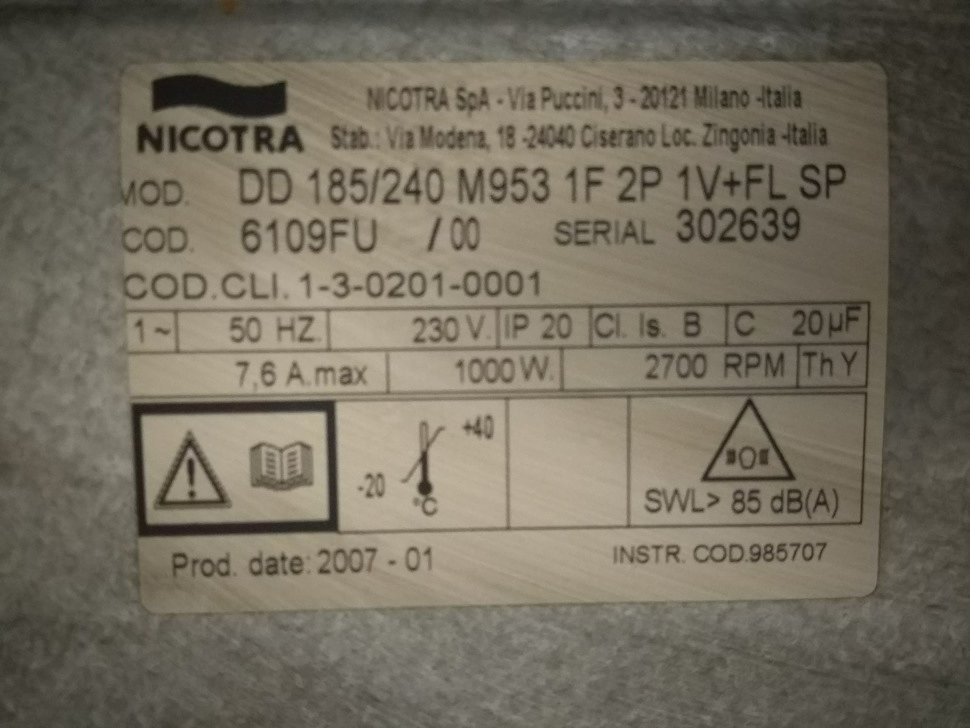 NICOTRA
NICOTRA SpA - Via Puccini, 3 - 20121 Milano -Italia
Stab.: Via Modena, 18 -24040 Ciserano Loc. Zingonia -Italia
MOD. DD 185/240 M953 1F 2P 1V+FL SP
COD. 6109FU /00 SERIAL 302639
COD.CLI. 1-3-0201-0001
1~ 50 HZ. 230 V. IP 20 Cl. Is. B C 20µF
7,6 A.max 1000 W. 2700 RPM Th Y
-20 +40
°C
SWL> 85 dB(A)
Prod. date: 2007 - 01 INSTR. COD.985707